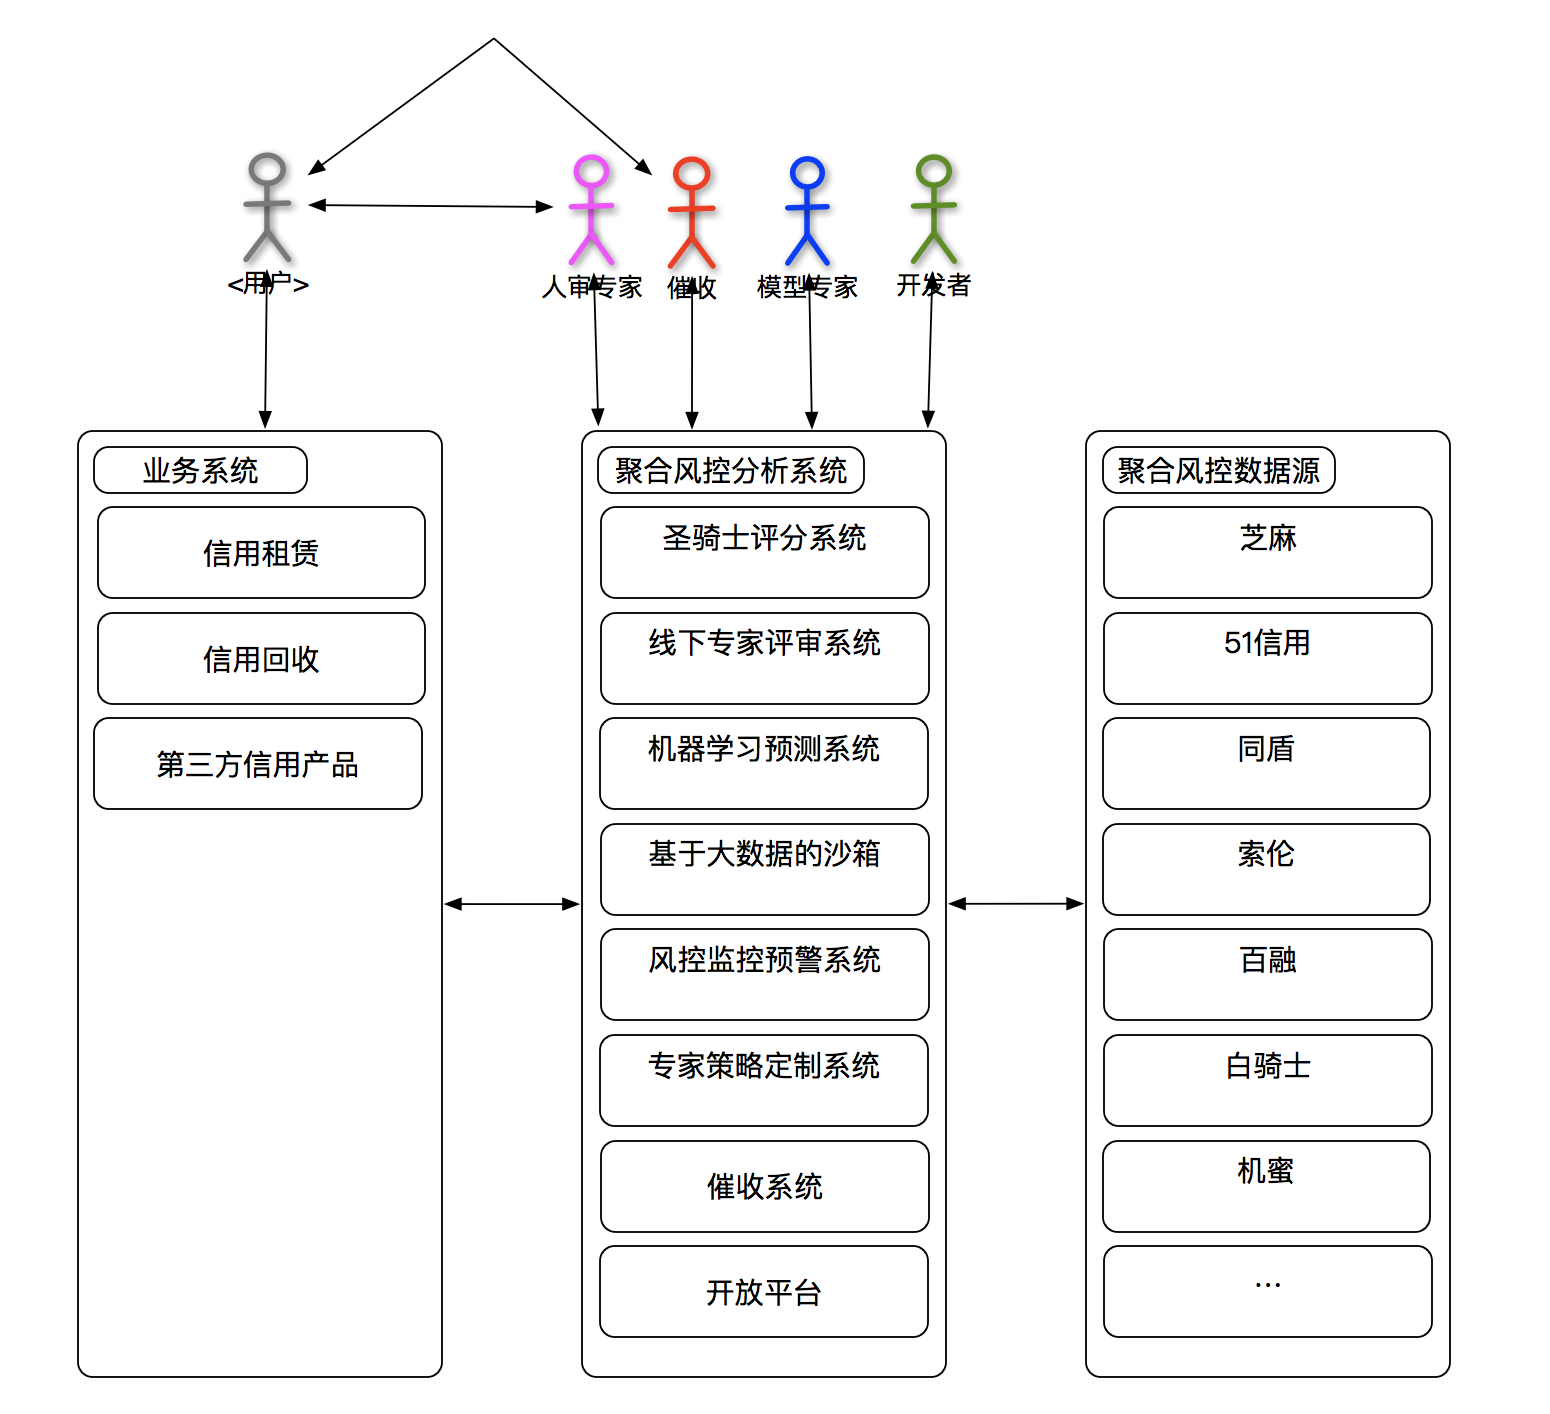 <用户>
人审专家
催收
模型专家
开发者
业务系统
信用租赁
信用回收
第三方信用产品
聚合风控分析系统
圣骑士评分系统
线下专家评审系统
机器学习预测系统
基于大数据的沙箱
风控监控预警系统
专家策略定制系统
催收系统
开放平台
聚合风控数据源
芝麻
51信用
同盾
索伦
百融
白骑士
机蜜
...